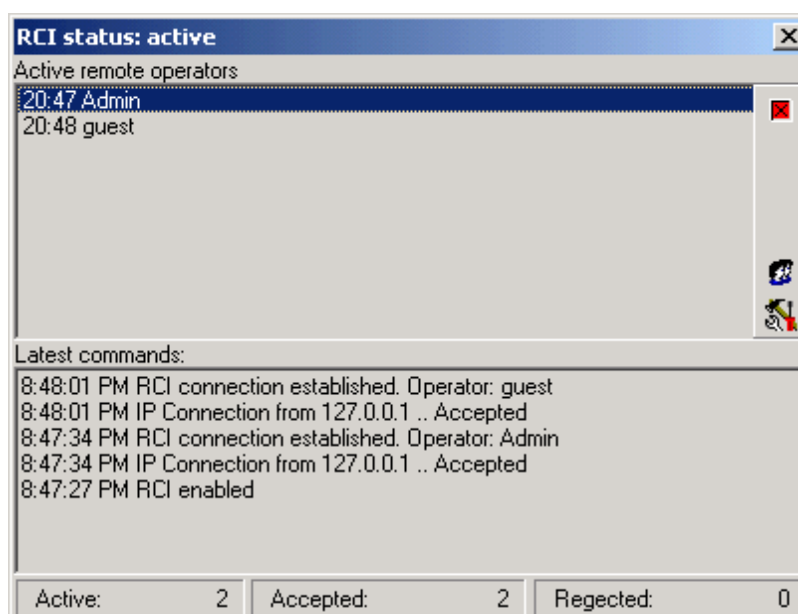 RCI status: active
Active remote operators
20:47 Admin
20:48 guest
Latest commands:
8:48:01 PM RCI connection established. Operator: guest
8:48:01 PM IP Connection from 127.0.0.1 .. Accepted
8:47:34 PM RCI connection established. Operator: Admin
8:47:34 PM IP Connection from 127.0.0.1 .. Accepted
8:47:27 PM RCI enabled
Active: 2 Accepted: 2 Regected: 0